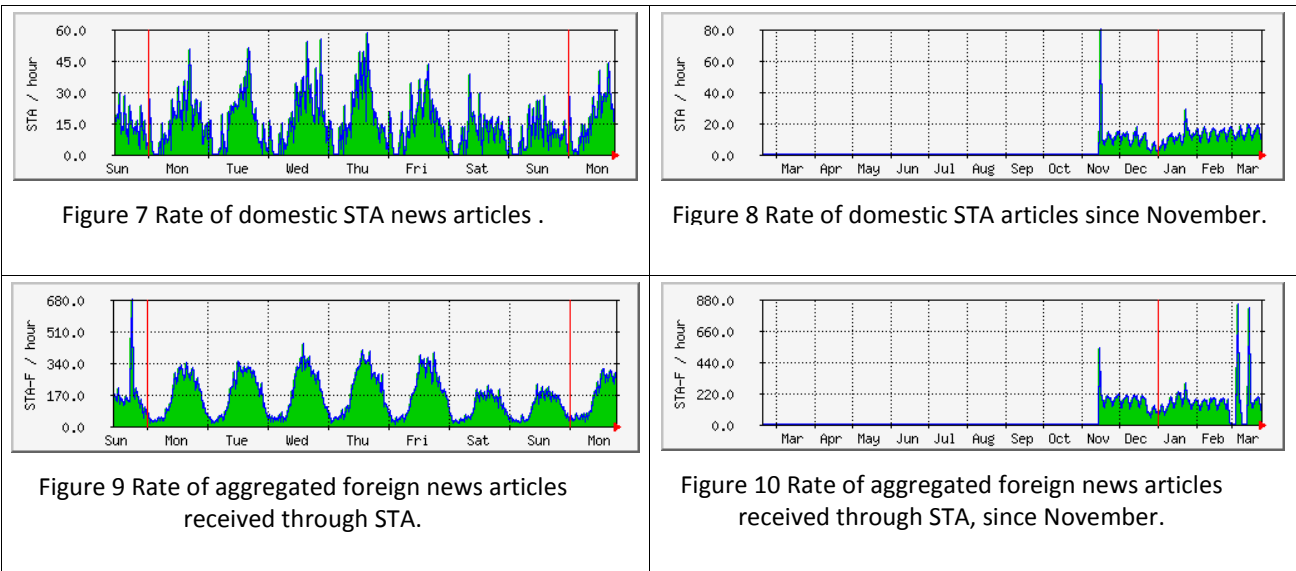 60.0
45.0
30.0
15.0
0.0
STA / hour
Sun Mon Tue Wed Thu Fri Sat Sun Mon
Figure 7 Rate of domestic STA news articles .
80.0
60.0
40.0
20.0
0.0
STA / hour
Mar Apr May Jun Jul Aug Sep Oct Nov Dec Jan Feb Mar
Figure 8 Rate of domestic STA articles since November.
680.0
510.0
340.0
170.0
0.0
STA-F / hour
Sun Mon Tue Wed Thu Fri Sat Sun Mon
Figure 9 Rate of aggregated foreign news articles
received through STA.
880.0
660.0
440.0
220.0
0.0
STA-F / hour
Mar Apr May Jun Jul Aug Sep Oct Nov Dec Jan Feb Mar
Figure 10 Rate of aggregated foreign news articles
received through STA, since November.